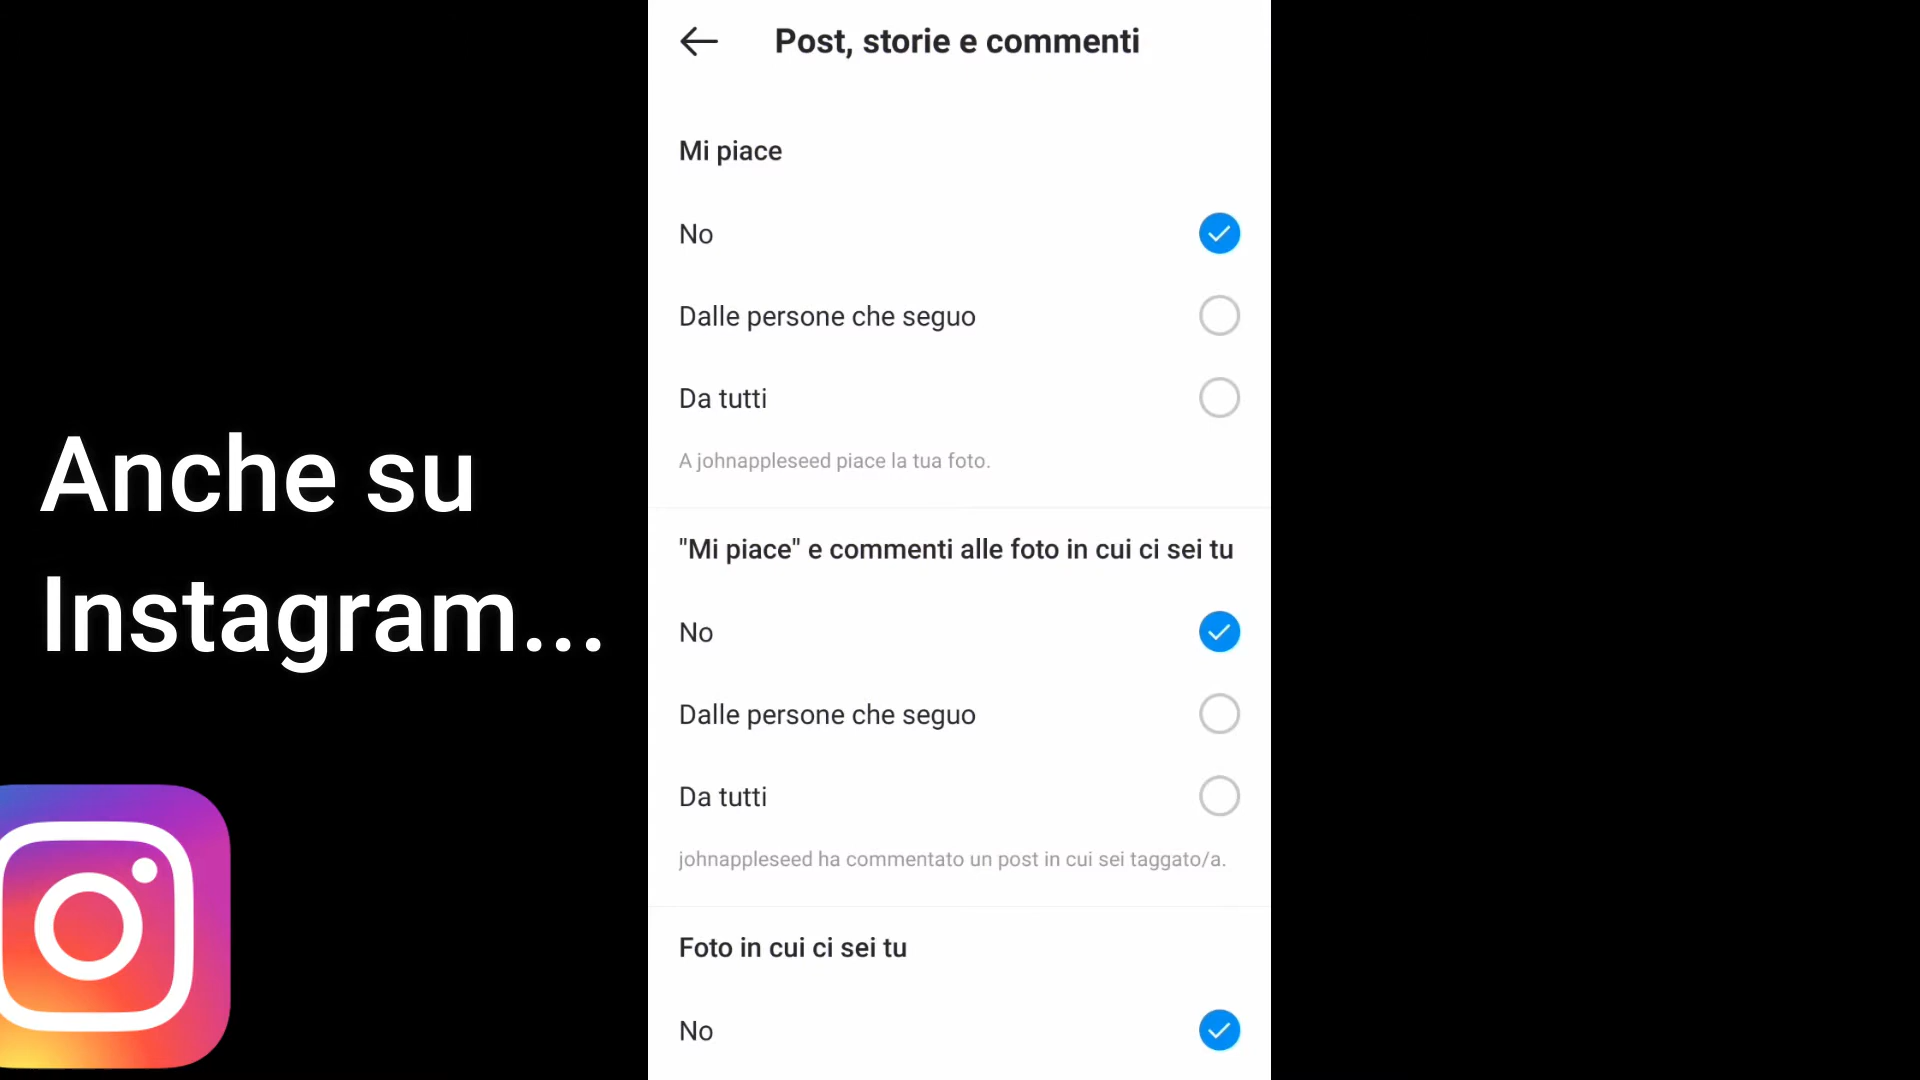 Post, storie e commenti
Mi piace
No
Dalle persone che seguo
Da tutti
A johnappleseed piace la tua foto.
"Mi piace" e commenti alle foto in cui ci sei tu
No
Dalle persone che seguo
Da tutti
johnappleseed ha commentato un post in cui sei taggato/a.
Foto in cui ci sei tu
No
Anche su
Instagram...